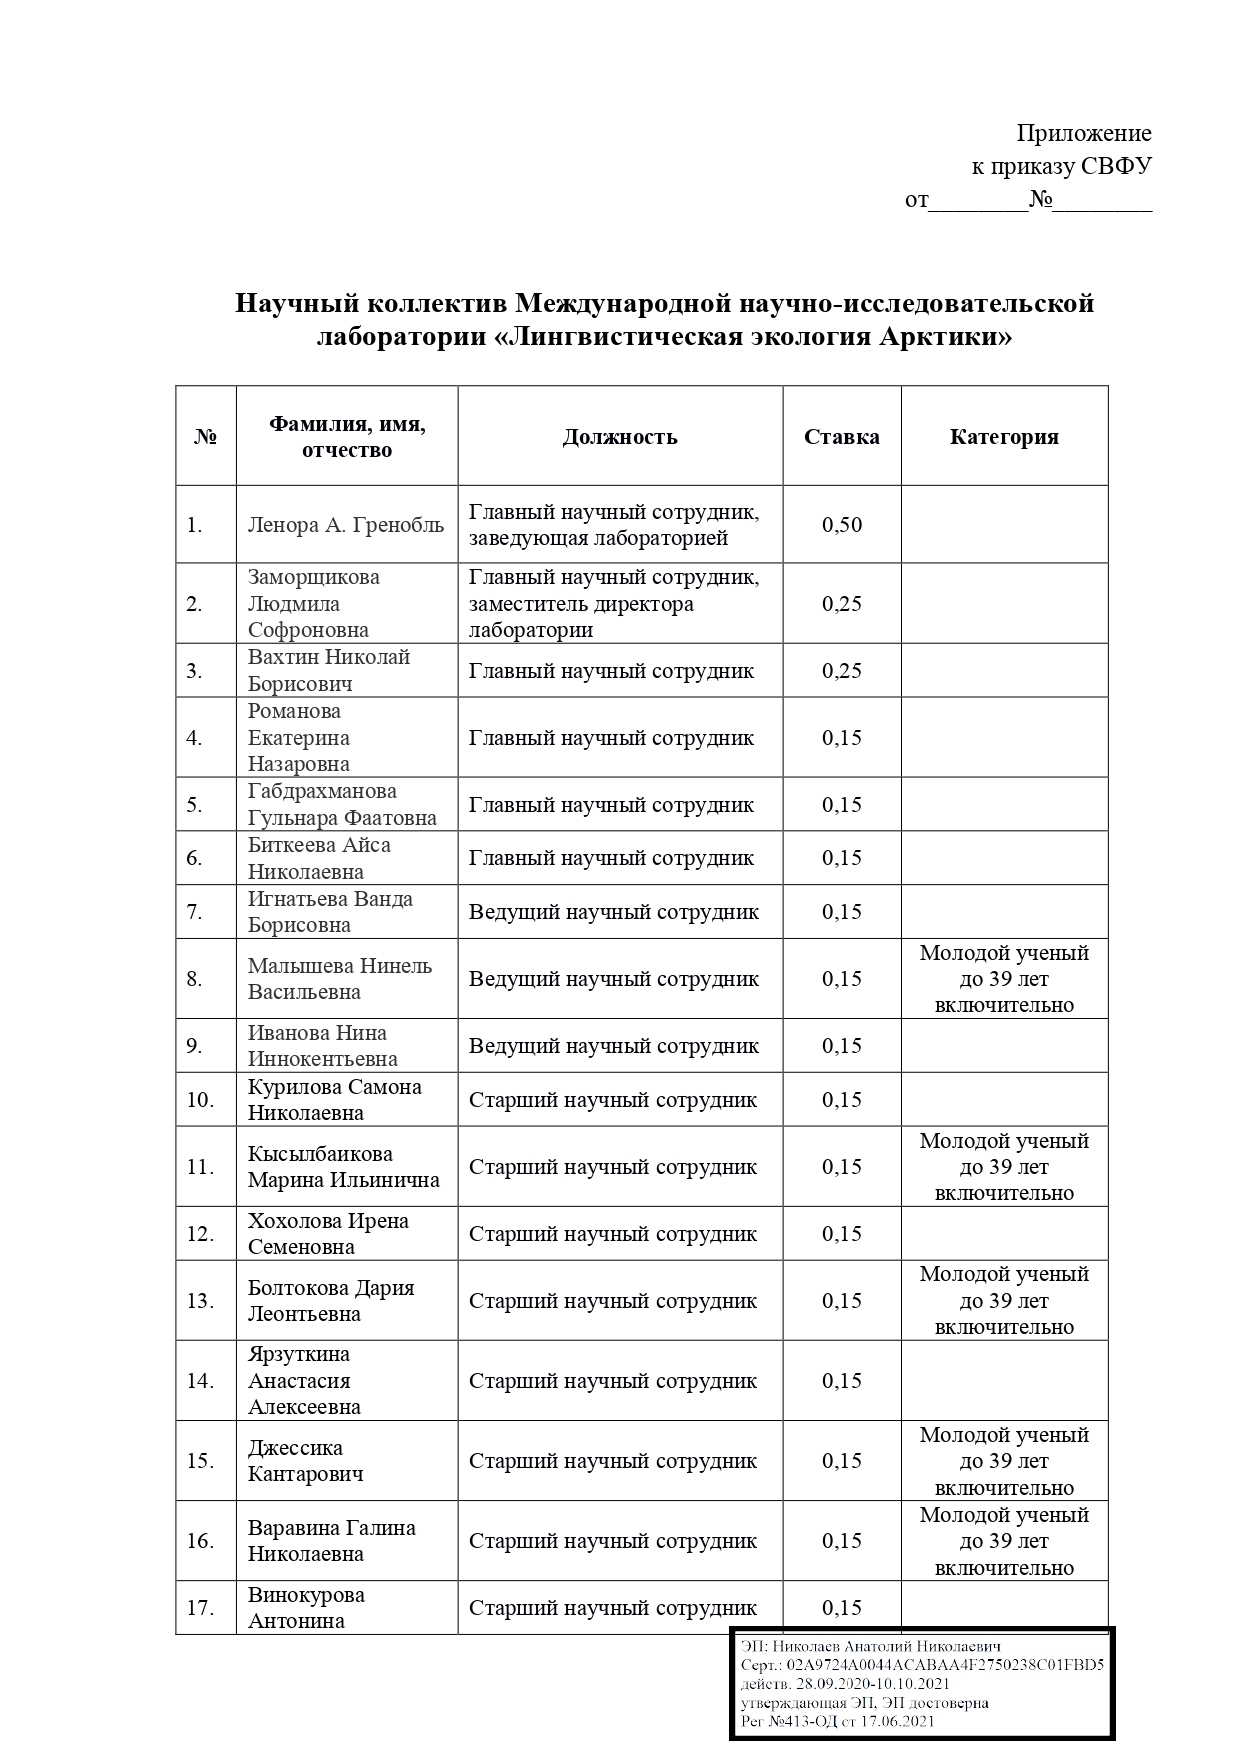 Приложение
к приказу СВФУ
от________№________
Научный коллектив Международной научно-исследовательской
лаборатории «Лингвистическая экология Арктики»
№
Фамилия, имя,
отчество
Должность
Ставка
Категория
1.
Ленора А. Гренобль
Главный научный сотрудник,
заведующая лабораторией
0,50
2.
Заморщикова
Людмила
Софроновна
Главный научный сотрудник,
заместитель директора
лаборатории
0,25
3.
Вахтин Николай
Борисович
Главный научный сотрудник
0,25
4.
Романова
Екатерина
Назаровна
Главный научный сотрудник
0,15
5.
Габдрахманова
Гульнара Фаатовна
Главный научный сотрудник
0,15
6.
Биткеева Айса
Николаевна
Главный научный сотрудник
0,15
7.
Игнатьева Ванда
Борисовна
Ведущий научный сотрудник
0,15
8.
Малышева Нинель
Васильевна
Ведущий научный сотрудник
0,15
Молодой ученый
до 39 лет
включительно
9.
Иванова Нина
Иннокентьевна
Ведущий научный сотрудник
0,15
10.
Курилова Самона
Николаевна
Старший научный сотрудник
0,15
11.
Кысылбаикова
Марина Ильинична
Старший научный сотрудник
0,15
Молодой ученый
до 39 лет
включительно
12.
Хохолова Ирена
Семеновна
Старший научный сотрудник
0,15
13.
Болтокова Дария
Леонтьевна
Старший научный сотрудник
0,15
Молодой ученый
до 39 лет
включительно
14.
Ярзуткина
Анастасия
Алексеевна
Старший научный сотрудник
0,15
15.
Джессика
Кантарович
Старший научный сотрудник
0,15
Молодой ученый
до 39 лет
включительно
16.
Варавина Галина
Николаевна
Старший научный сотрудник
0,15
Молодой ученый
до 39 лет
включительно
17.
Винокурова
Антонина
Старший научный сотрудник
0,15
ЭП: Николаев Анатолий Николаевич
Серт.: 02A9724A0044ACABAA4F2750238C01FBD5
действ. 28.09.2020-10.10.2021
утверждающая ЭП, ЭП достоверна
Рег №413-ОД от 17.06.2021